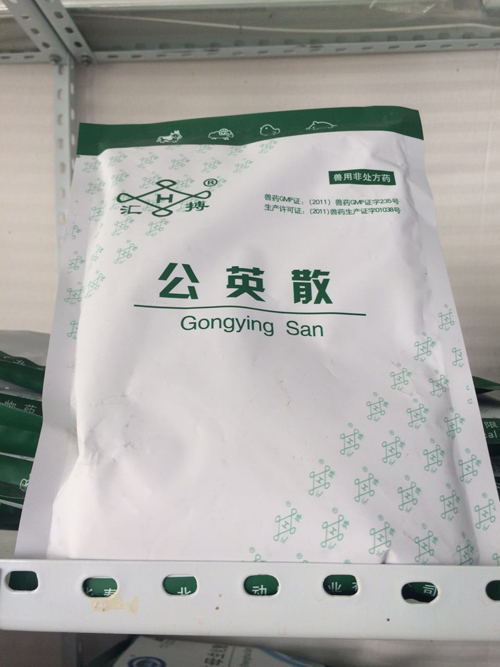 兽用非处方药
H
®
汇 搏
兽药GMP证：(2011) 兽药GMP证字235号
生产许可证：(2011) 兽药生产证字01038号
公英散
Gongying San